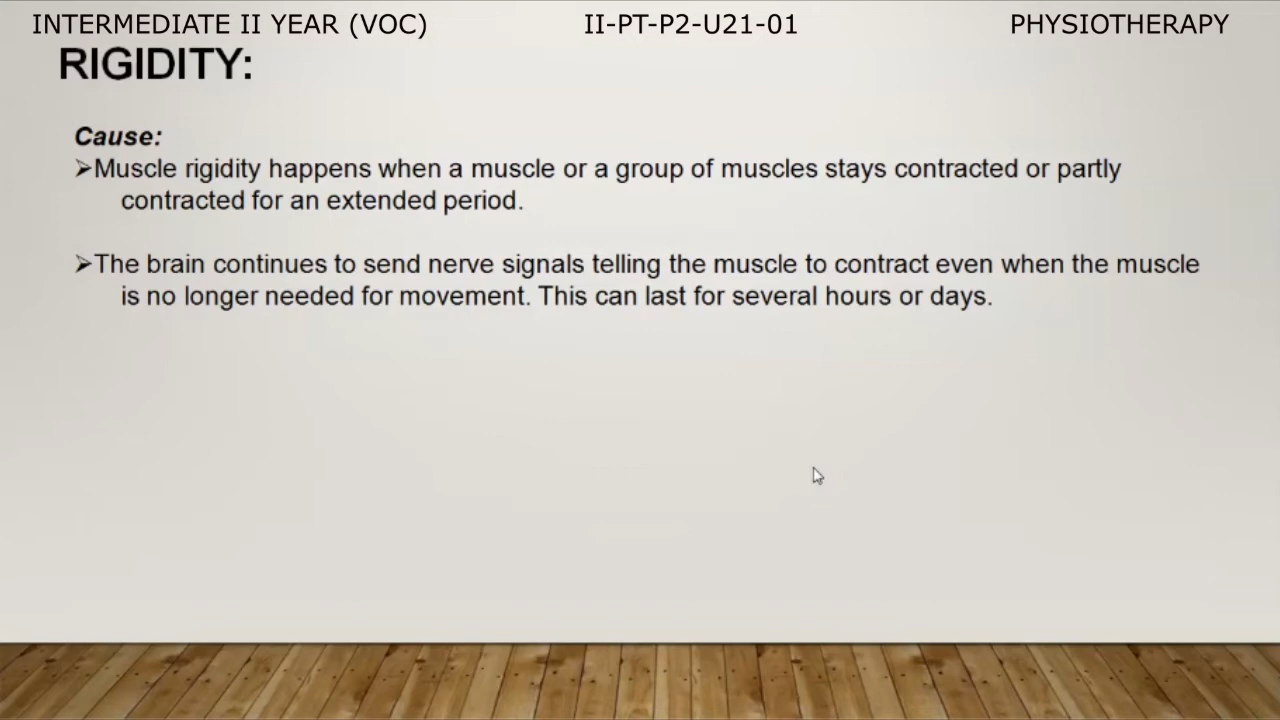 INTERMEDIATE II YEAR (VOC) II-PT-P2-U21-01 PHYSIOTHERAPY
RIGIDITY:
Cause:
➢Muscle rigidity happens when a muscle or a group of muscles stays contracted or partly
contracted for an extended period.
➢The brain continues to send nerve signals telling the muscle to contract even when the muscle
is no longer needed for movement. This can last for several hours or days.